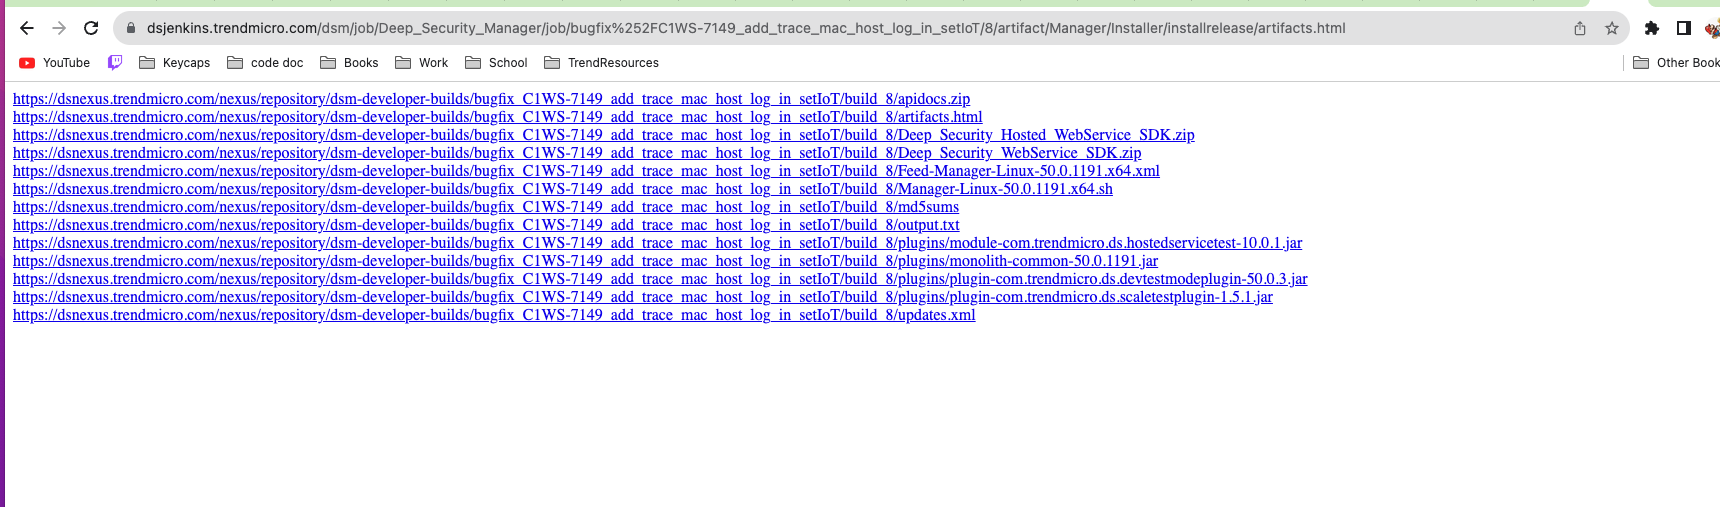 dsjenkins.trendmicro.com/dsm/job/Deep_Security_Manager/job/bugfix%252FC1WS-7149_add_trace_mac_host_log_in_setIoT/8/artifact/Manager/Installer/installrelease/artifacts.html
YouTube Keycaps code doc Books Work School TrendResources Other Book
https://dsnexus.trendmicro.com/nexus/repository/dsm-developer-builds/bugfix_C1WS-7149_add_trace_mac_host_log_in_setIoT/build_8/apidocs.zip
https://dsnexus.trendmicro.com/nexus/repository/dsm-developer-builds/bugfix_C1WS-7149_add_trace_mac_host_log_in_setIoT/build_8/artifacts.html
https://dsnexus.trendmicro.com/nexus/repository/dsm-developer-builds/bugfix_C1WS-7149_add_trace_mac_host_log_in_setIoT/build_8/Deep_Security_Hosted_WebService_SDK.zip
https://dsnexus.trendmicro.com/nexus/repository/dsm-developer-builds/bugfix_C1WS-7149_add_trace_mac_host_log_in_setIoT/build_8/Deep_Security_WebService_SDK.zip
https://dsnexus.trendmicro.com/nexus/repository/dsm-developer-builds/bugfix_C1WS-7149_add_trace_mac_host_log_in_setIoT/build_8/Feed-Manager-Linux-50.0.1191.x64.xml
https://dsnexus.trendmicro.com/nexus/repository/dsm-developer-builds/bugfix_C1WS-7149_add_trace_mac_host_log_in_setIoT/build_8/Manager-Linux-50.0.1191.x64.sh
https://dsnexus.trendmicro.com/nexus/repository/dsm-developer-builds/bugfix_C1WS-7149_add_trace_mac_host_log_in_setIoT/build_8/md5sums
https://dsnexus.trendmicro.com/nexus/repository/dsm-developer-builds/bugfix_C1WS-7149_add_trace_mac_host_log_in_setIoT/build_8/output.txt
https://dsnexus.trendmicro.com/nexus/repository/dsm-developer-builds/bugfix_C1WS-7149_add_trace_mac_host_log_in_setIoT/build_8/plugins/module-com.trendmicro.ds.hostedservicetest-10.0.1.jar
https://dsnexus.trendmicro.com/nexus/repository/dsm-developer-builds/bugfix_C1WS-7149_add_trace_mac_host_log_in_setIoT/build_8/plugins/monolith-common-50.0.1191.jar
https://dsnexus.trendmicro.com/nexus/repository/dsm-developer-builds/bugfix_C1WS-7149_add_trace_mac_host_log_in_setIoT/build_8/plugins/plugin-com.trendmicro.ds.devtestmodeplugin-50.0.3.jar
https://dsnexus.trendmicro.com/nexus/repository/dsm-developer-builds/bugfix_C1WS-7149_add_trace_mac_host_log_in_setIoT/build_8/plugins/plugin-com.trendmicro.ds.scaletestplugin-1.5.1.jar
https://dsnexus.trendmicro.com/nexus/repository/dsm-developer-builds/bugfix_C1WS-7149_add_trace_mac_host_log_in_setIoT/build_8/updates.xml